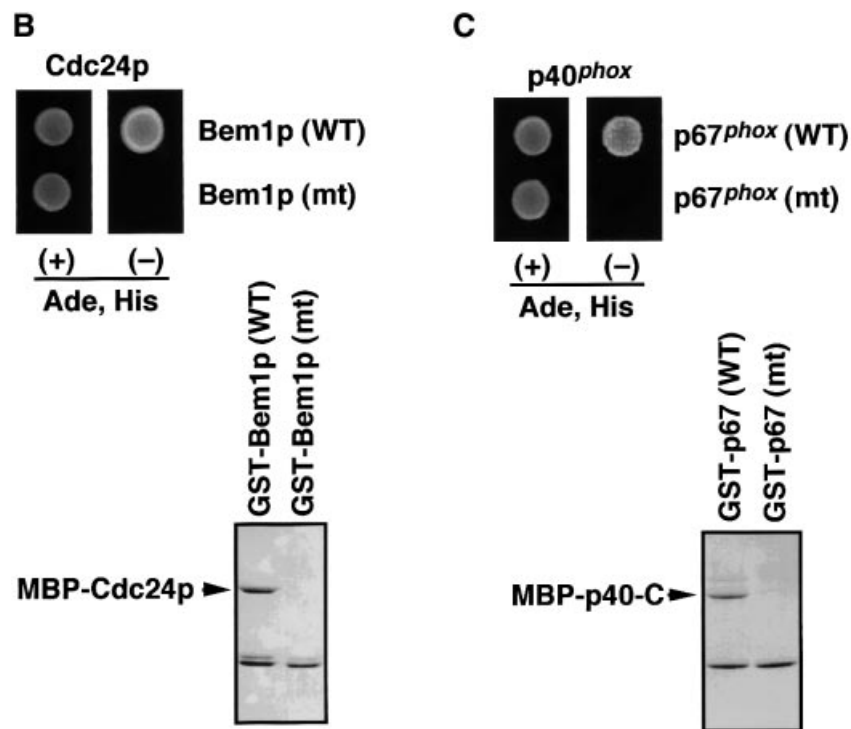 B
Cdc24p
Bem1p (WT)
Bem1p (mt)
(+) (–)
Ade, His
GST-Bem1p (WT)
GST-Bem1p (mt)
MBP-Cdc24p
C
p40phox
p67phox (WT)
p67phox (mt)
(+) (–)
Ade, His
GST-p67 (WT)
GST-p67 (mt)
MBP-p40-C